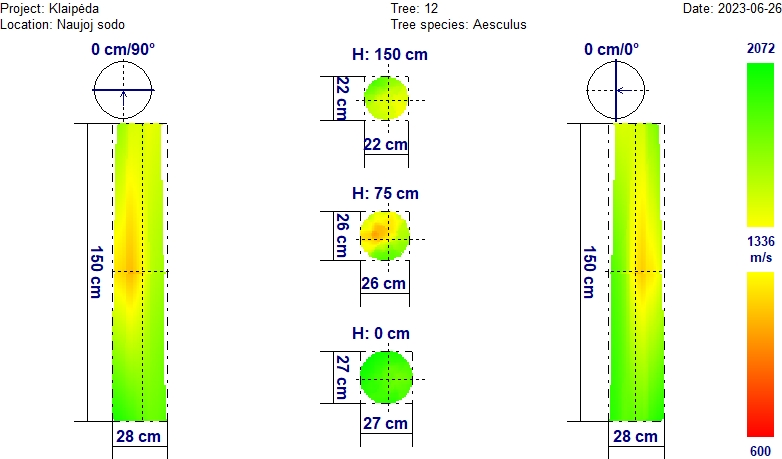 Project: Klaipėda
Tree: 12
Date: 2023-06-26
Location: Naujoj sodo
Tree species: Aesculus
0 cm/90°
150 cm
28 cm
H: 150 cm
22 cm
22 cm
H: 75 cm
26 cm
26 cm
H: 0 cm
27 cm
27 cm
0 cm/0°
150 cm
28 cm
2072
1336
m/s
600